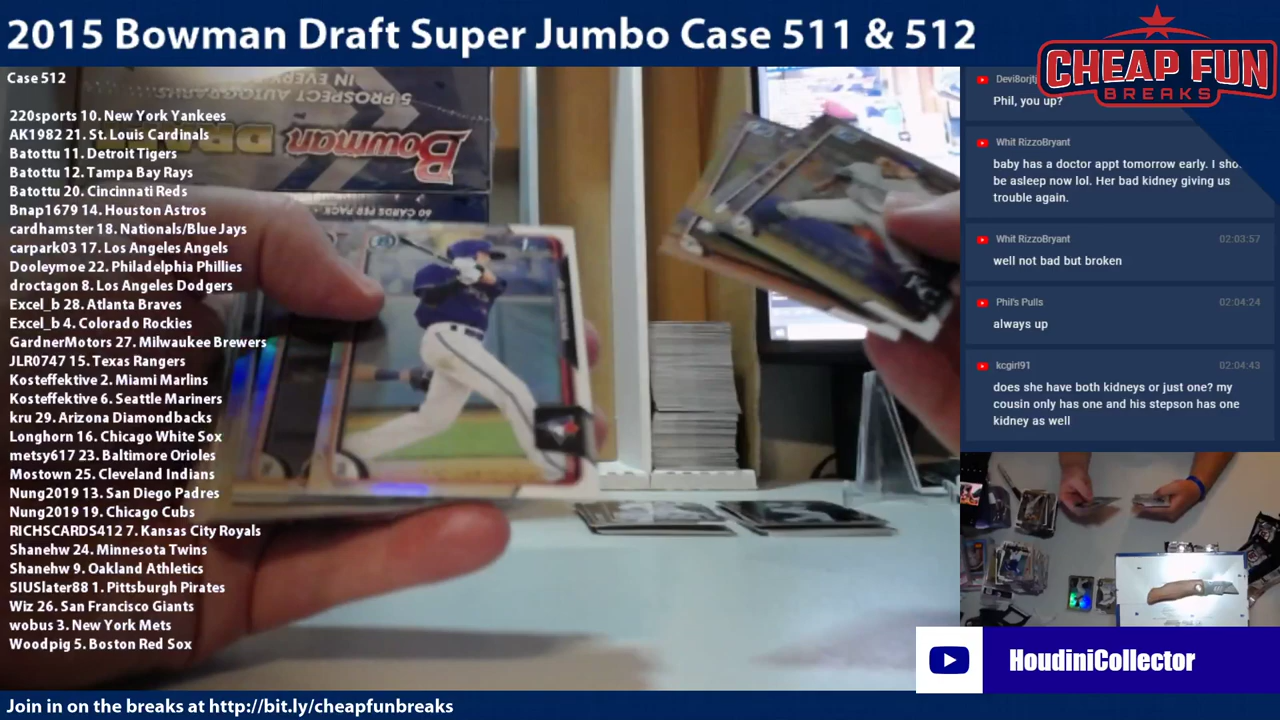 2015 Bowman Draft Super Jumbo Case 511 & 512
CHEAP FUN
BREAKS
Case 512
220sports 10. New York Yankees
AK1982 21. St. Louis Cardinals
Batottu 11. Detroit Tigers
Batottu 12. Tampa Bay Rays
Batottu 20. Cincinnati Reds
Bnap1679 14. Houston Astros
cardhamster 18. Nationals/Blue Jays
carpark03 17. Los Angeles Angels
Dooleymoe 22. Philadelphia Phillies
droctagon 8. Los Angeles Dodgers
Excel_b 28. Atlanta Braves
Excel_b 4. Colorado Rockies
GardnerMotors 27. Milwaukee Brewers
JLR0747 15. Texas Rangers
Kosteffektive 2. Miami Marlins
Kosteffektive 6. Seattle Mariners
kru 29. Arizona Diamondbacks
Longhorn 16. Chicago White Sox
metsy617 23. Baltimore Orioles
Mostown 25. Cleveland Indians
Nung2019 13. San Diego Padres
Nung2019 19. Chicago Cubs
RICHSCARDS412 7. Kansas City Royals
Shanehw 24. Minnesota Twins
Shanehw 9. Oakland Athletics
SIUSlater88 1. Pittsburgh Pirates
Wiz 26. San Francisco Giants
wobus 3. New York Mets
Woodpig 5. Boston Red Sox
5 PROSPECT AUTOGRAPHS
IN EVERY
Bowman
DRAFT
60 CARDS PER PACK
KC
Phil, you up?
Whit RizzoBryant
baby has a doctor appt tomorrow early. I
be asleep now lol. Her bad kidney giving us
trouble again.
Whit RizzoBryant 02:03:57
well not bad but broken
Phil's Pulls 02:04:24
always up
kcgirl91 02:04:43
does she have both kidneys or just one? my
cousin only has one and his stepson has one
kidney as well
HoudiniCollector
Join in on the breaks at http://bit.ly/cheapfunbreaks